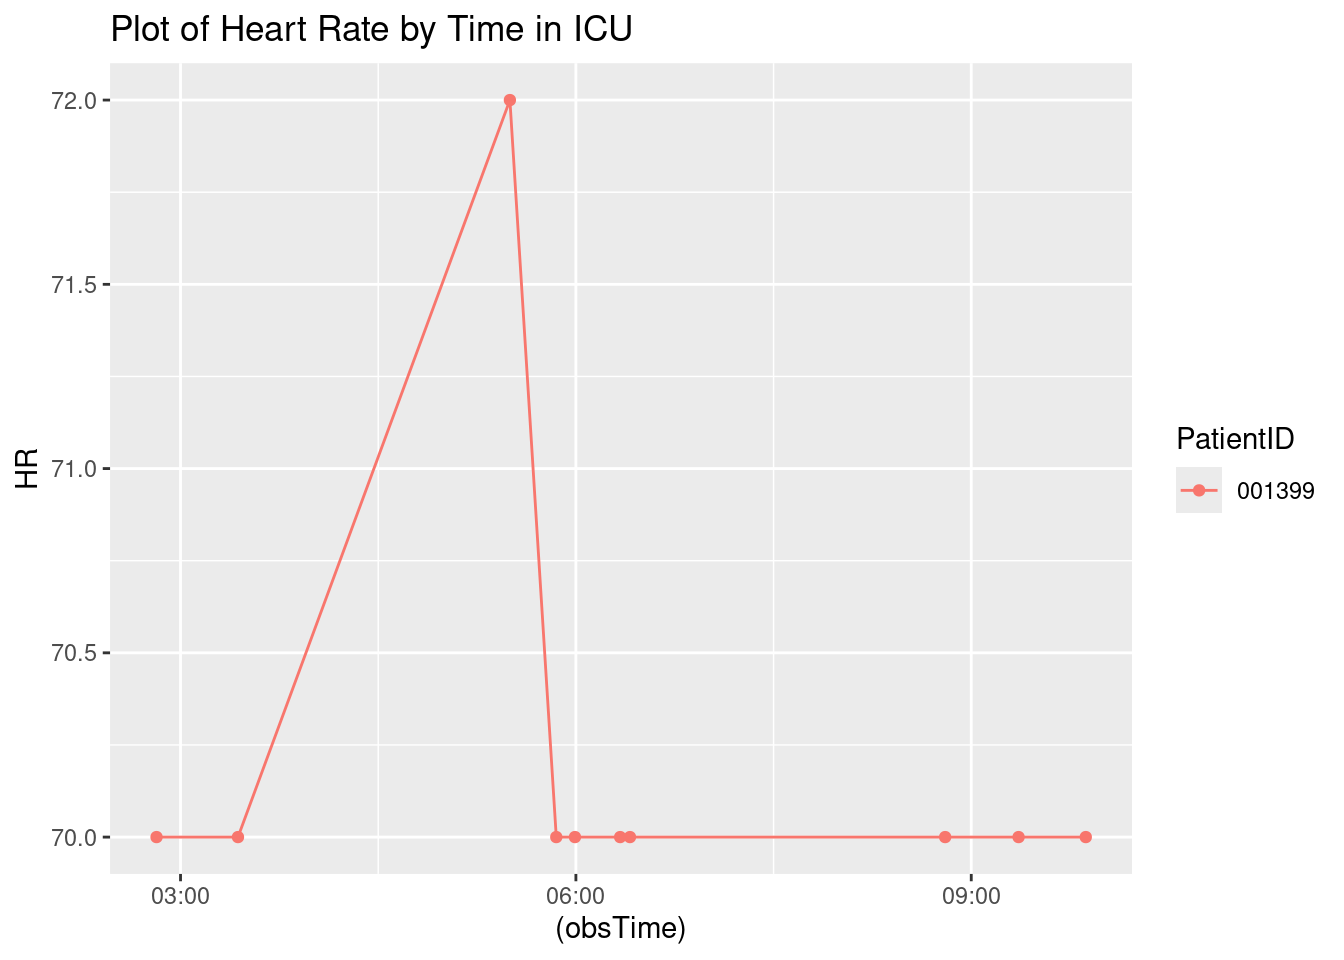 Plot of Heart Rate by Time in ICU
72.0
71.5
71.0
70.5
70.0
HR
03:00 06:00 09:00
(obsTime)
PatientID
001399